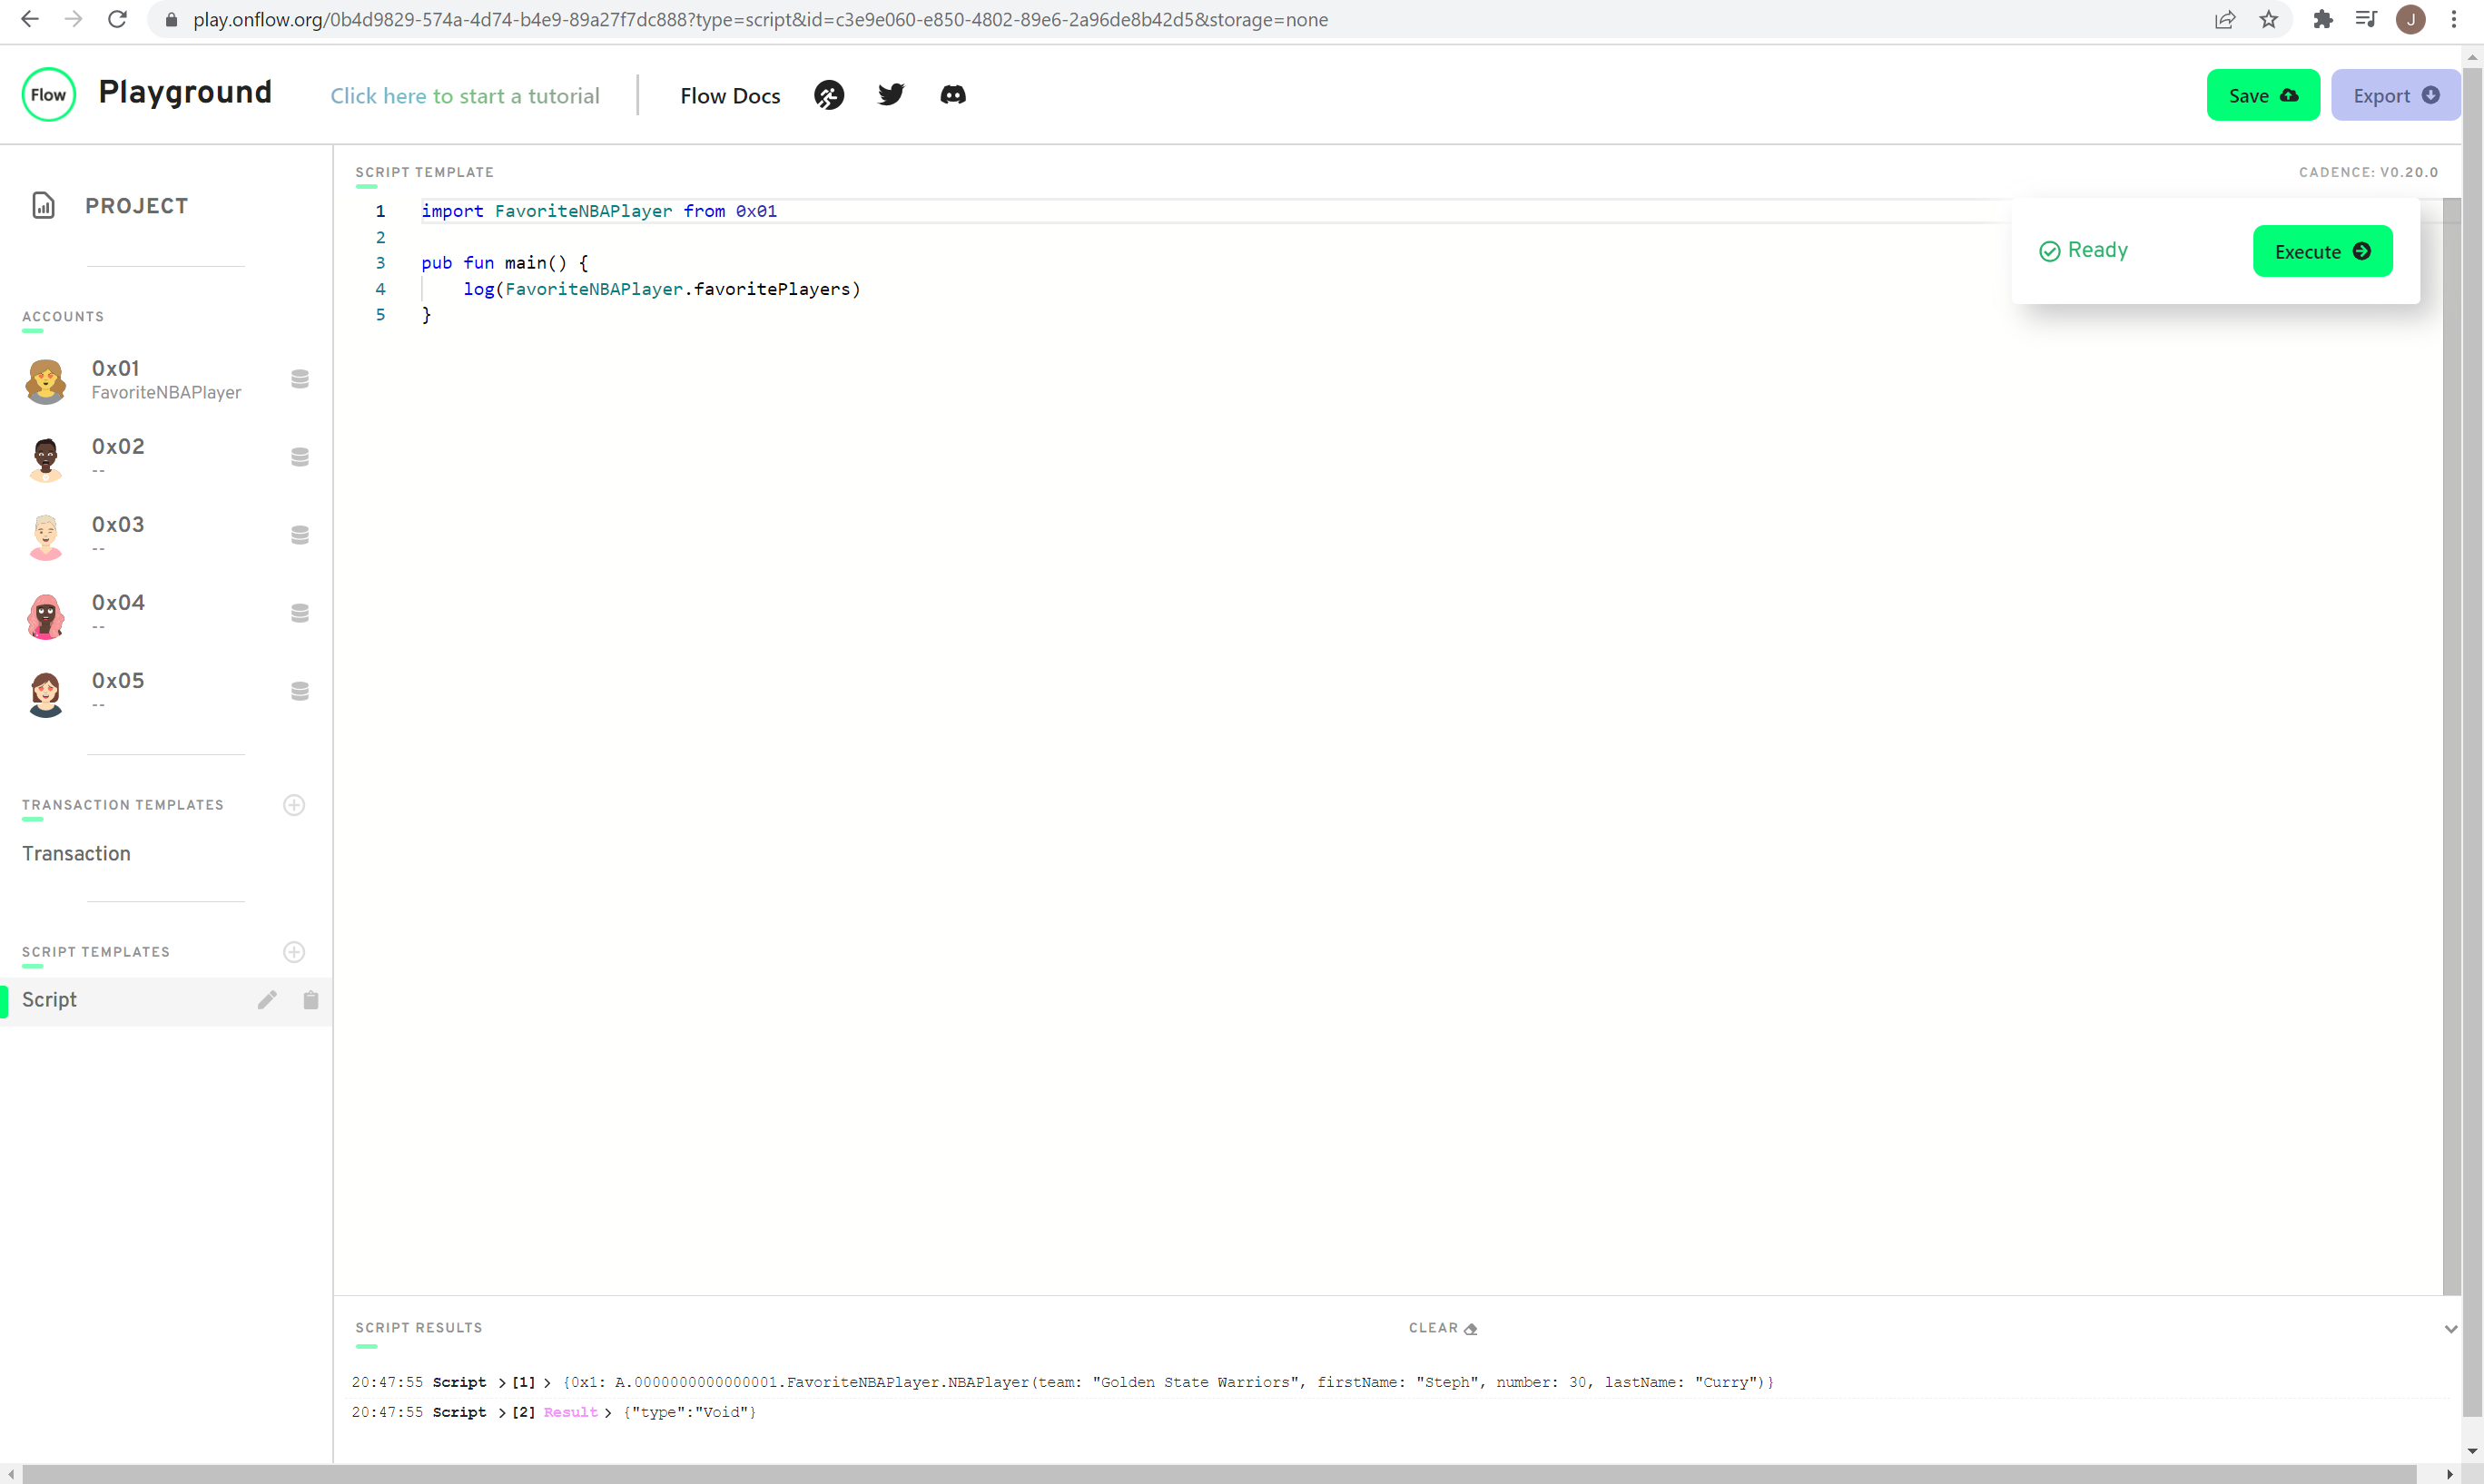 play.onflow.org/0b4d9829-574a-4d74-b4e9-89a27f7dc888?type=script&id=c3e9e060-e850-4802-89e6-2a96de8b42d5&storage=none
J
Flow Playground Click here to start a tutorial Flow Docs Save Export
PROJECT
ACCOUNTS
0x01
FavoriteNBAPlayer
0x02
--
0x03
--
0x04
--
0x05
--
TRANSACTION TEMPLATES
Transaction
SCRIPT TEMPLATES
Script
SCRIPT TEMPLATE CADENCE: V0.20.0
1 import FavoriteNBAPlayer from 0x01
2
3 pub fun main() {
4 log(FavoriteNBAPlayer.favoritePlayers)
5 }
Ready Execute
SCRIPT RESULTS CLEAR
20:47:55 Script > [1] > {0x1: A.0000000000000001.FavoriteNBAPlayer.NBAPlayer(team: "Golden State Warriors", firstName: "Steph", number: 30, lastName: "Curry")}
20:47:55 Script > [2] Result > {"type":"Void"}